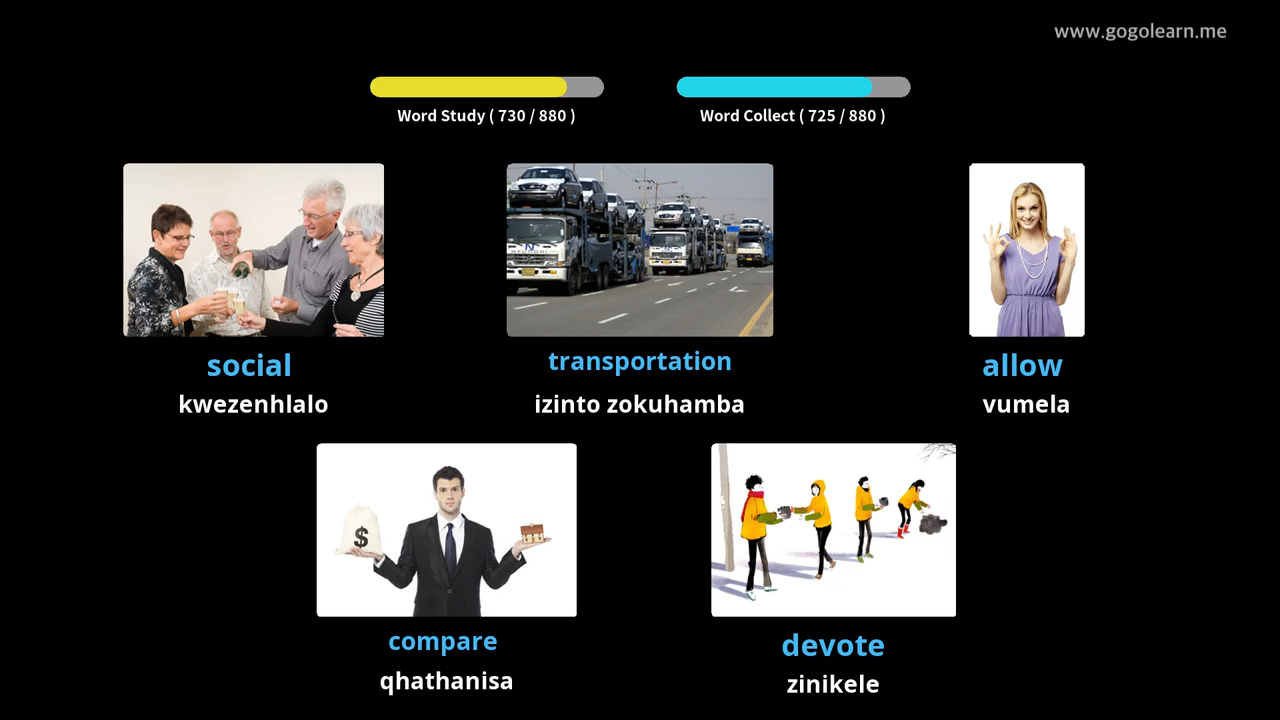 www.gogolearn.me
Word Study ( 730 / 880 )
Word Collect ( 725 / 880 )
social
kwezenhlalo
transportation
izinto zokuhamba
allow
vumela
$
compare
qhathanisa
devote
zinikele